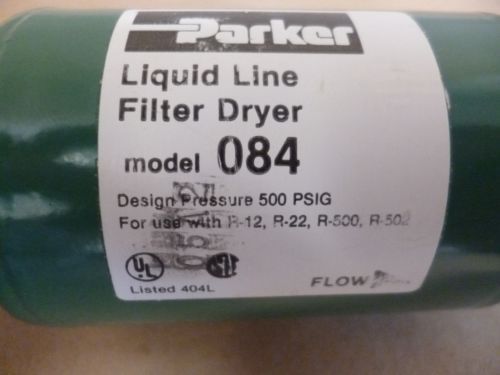 Parker
Liquid Line
Filter Dryer
model 084
Design Pressure 500 PSIG
For use with R-12, R-22, R-500, R-502
UL
Listed 404L
FLOW